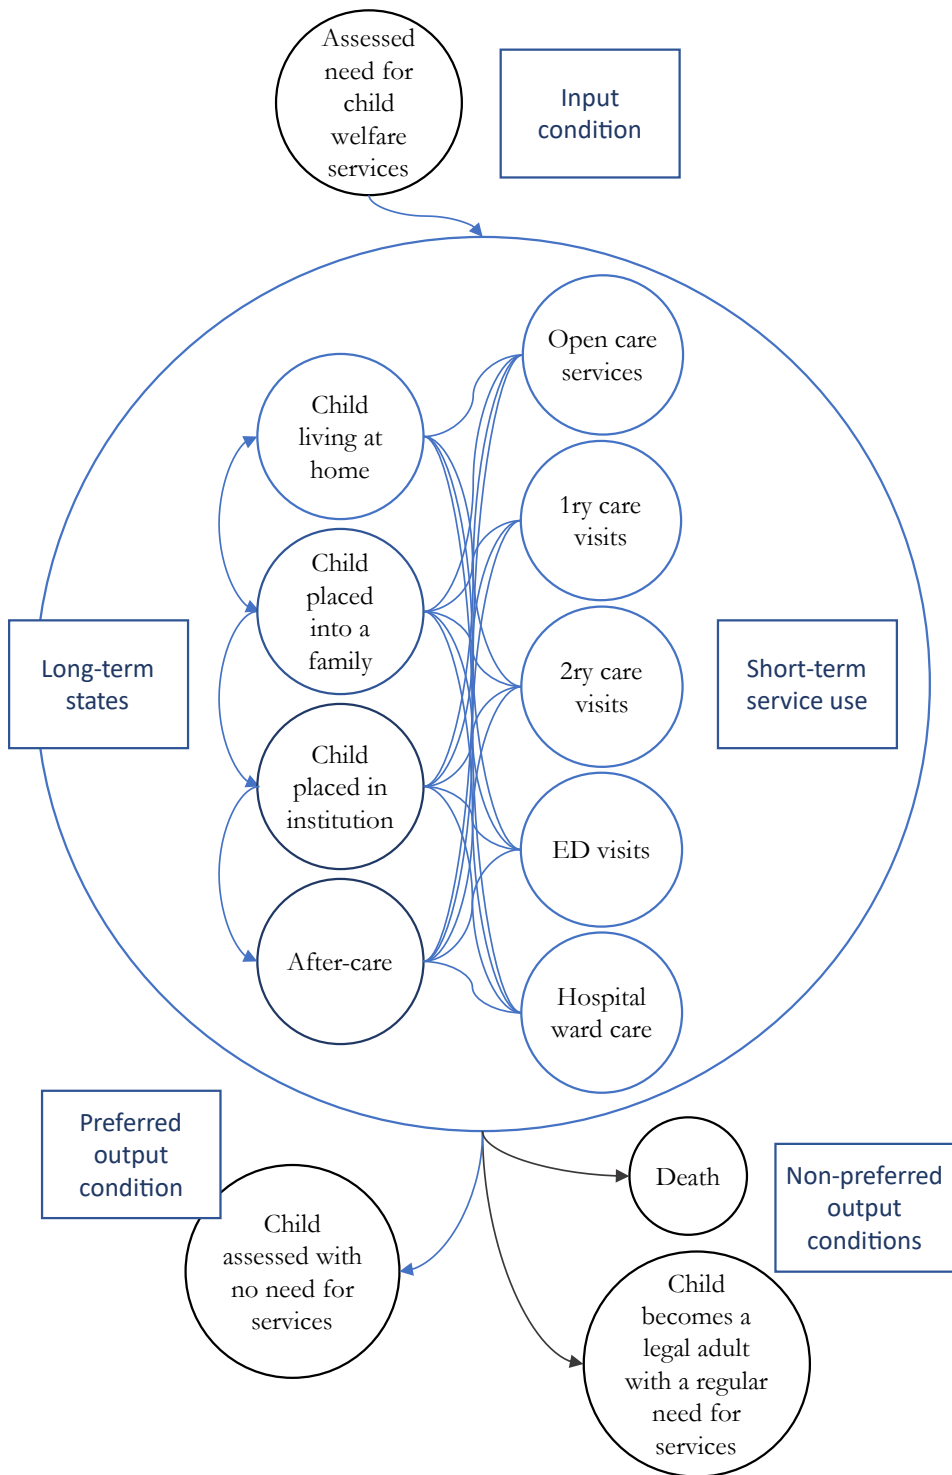 Assessed
need for
child
welfare
services
Input
condition
Open care
services
Child
living at
home
1ry care
visits
Child
placed
into a
family
Long-term
states
2ry care
visits
Short-term
service use
Child
placed in
institution
ED visits
After-care
Hospital
ward care
Preferred
output
condition
Death
Non-preferred
output
conditions
Child
assessed with
no need for
services
Child
becomes a
legal adult
with a regular
need for
services